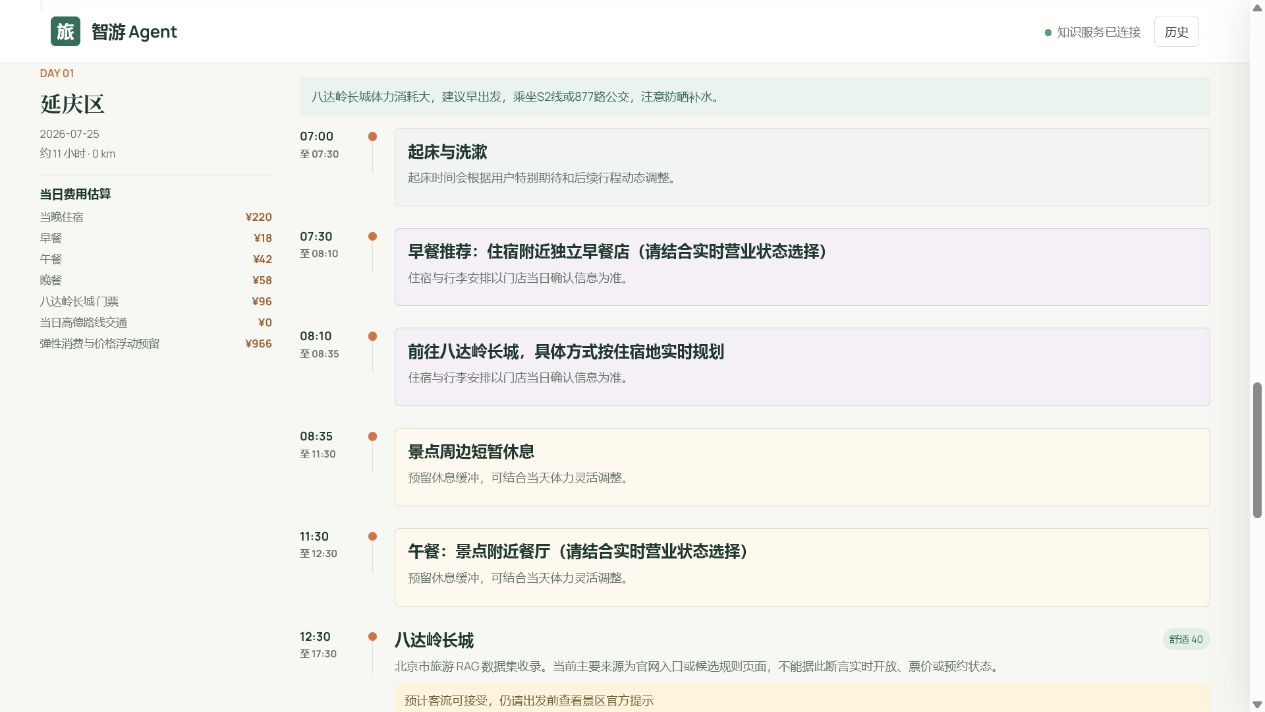 旅 智游 Agent
知识服务已连接
历史
DAY 01
延庆区
2026-07-25
约 11 小时 · 0 km
当日费用估算
当晚住宿 ¥220
早餐 ¥18
午餐 ¥42
晚餐 ¥58
八达岭长城门票 ¥96
当日高德路线交通 ¥0
弹性消费与价格浮动预留 ¥966
八达岭长城体力消耗大，建议早出发，乘坐S2线或877路公交，注意防晒补水。
07:00
至 07:30
起床与洗漱
起床时间会根据用户特别期待和后续行程动态调整。
07:30
至 08:10
早餐推荐：住宿附近独立早餐店（请结合实时营业状态选择）
住宿与行李安排以门店当日确认信息为准。
08:10
至 08:35
前往八达岭长城，具体方式按住宿地实时规划
住宿与行李安排以门店当日确认信息为准。
08:35
至 11:30
景点周边短暂休息
预留休息缓冲，可结合当天体力灵活调整。
11:30
至 12:30
午餐：景点附近餐厅（请结合实时营业状态选择）
预留休息缓冲，可结合当天体力灵活调整。
12:30
至 17:30
八达岭长城
舒适 40
北京市旅游 RAG 数据集收录。当前主要来源为官网入口或候选规则页面，不能据此断言实时开放、票价或预约状态。
预计客流可接受，仍请出发前查看景区官方提示